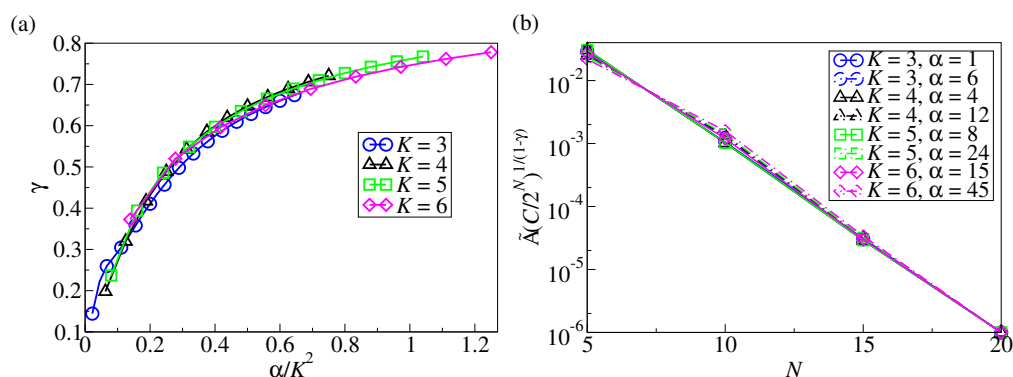 (a)
0.8
0.7
0.6
0.5
0.4
0.3
0.2
0.1
γ
0 0.2 0.4 0.6 0.8 1 1.2
α/K²
K = 3
K = 4
K = 5
K = 6
(b)
10⁻²
10⁻³
10⁻⁴
10⁻⁵
10⁻⁶
Ã(C/2ᴺ)^1/(1-γ)
5 10 15 20
N
K = 3, α = 1
K = 3, α = 6
K = 4, α = 4
K = 4, α = 12
K = 5, α = 8
K = 5, α = 24
K = 6, α = 15
K = 6, α = 45